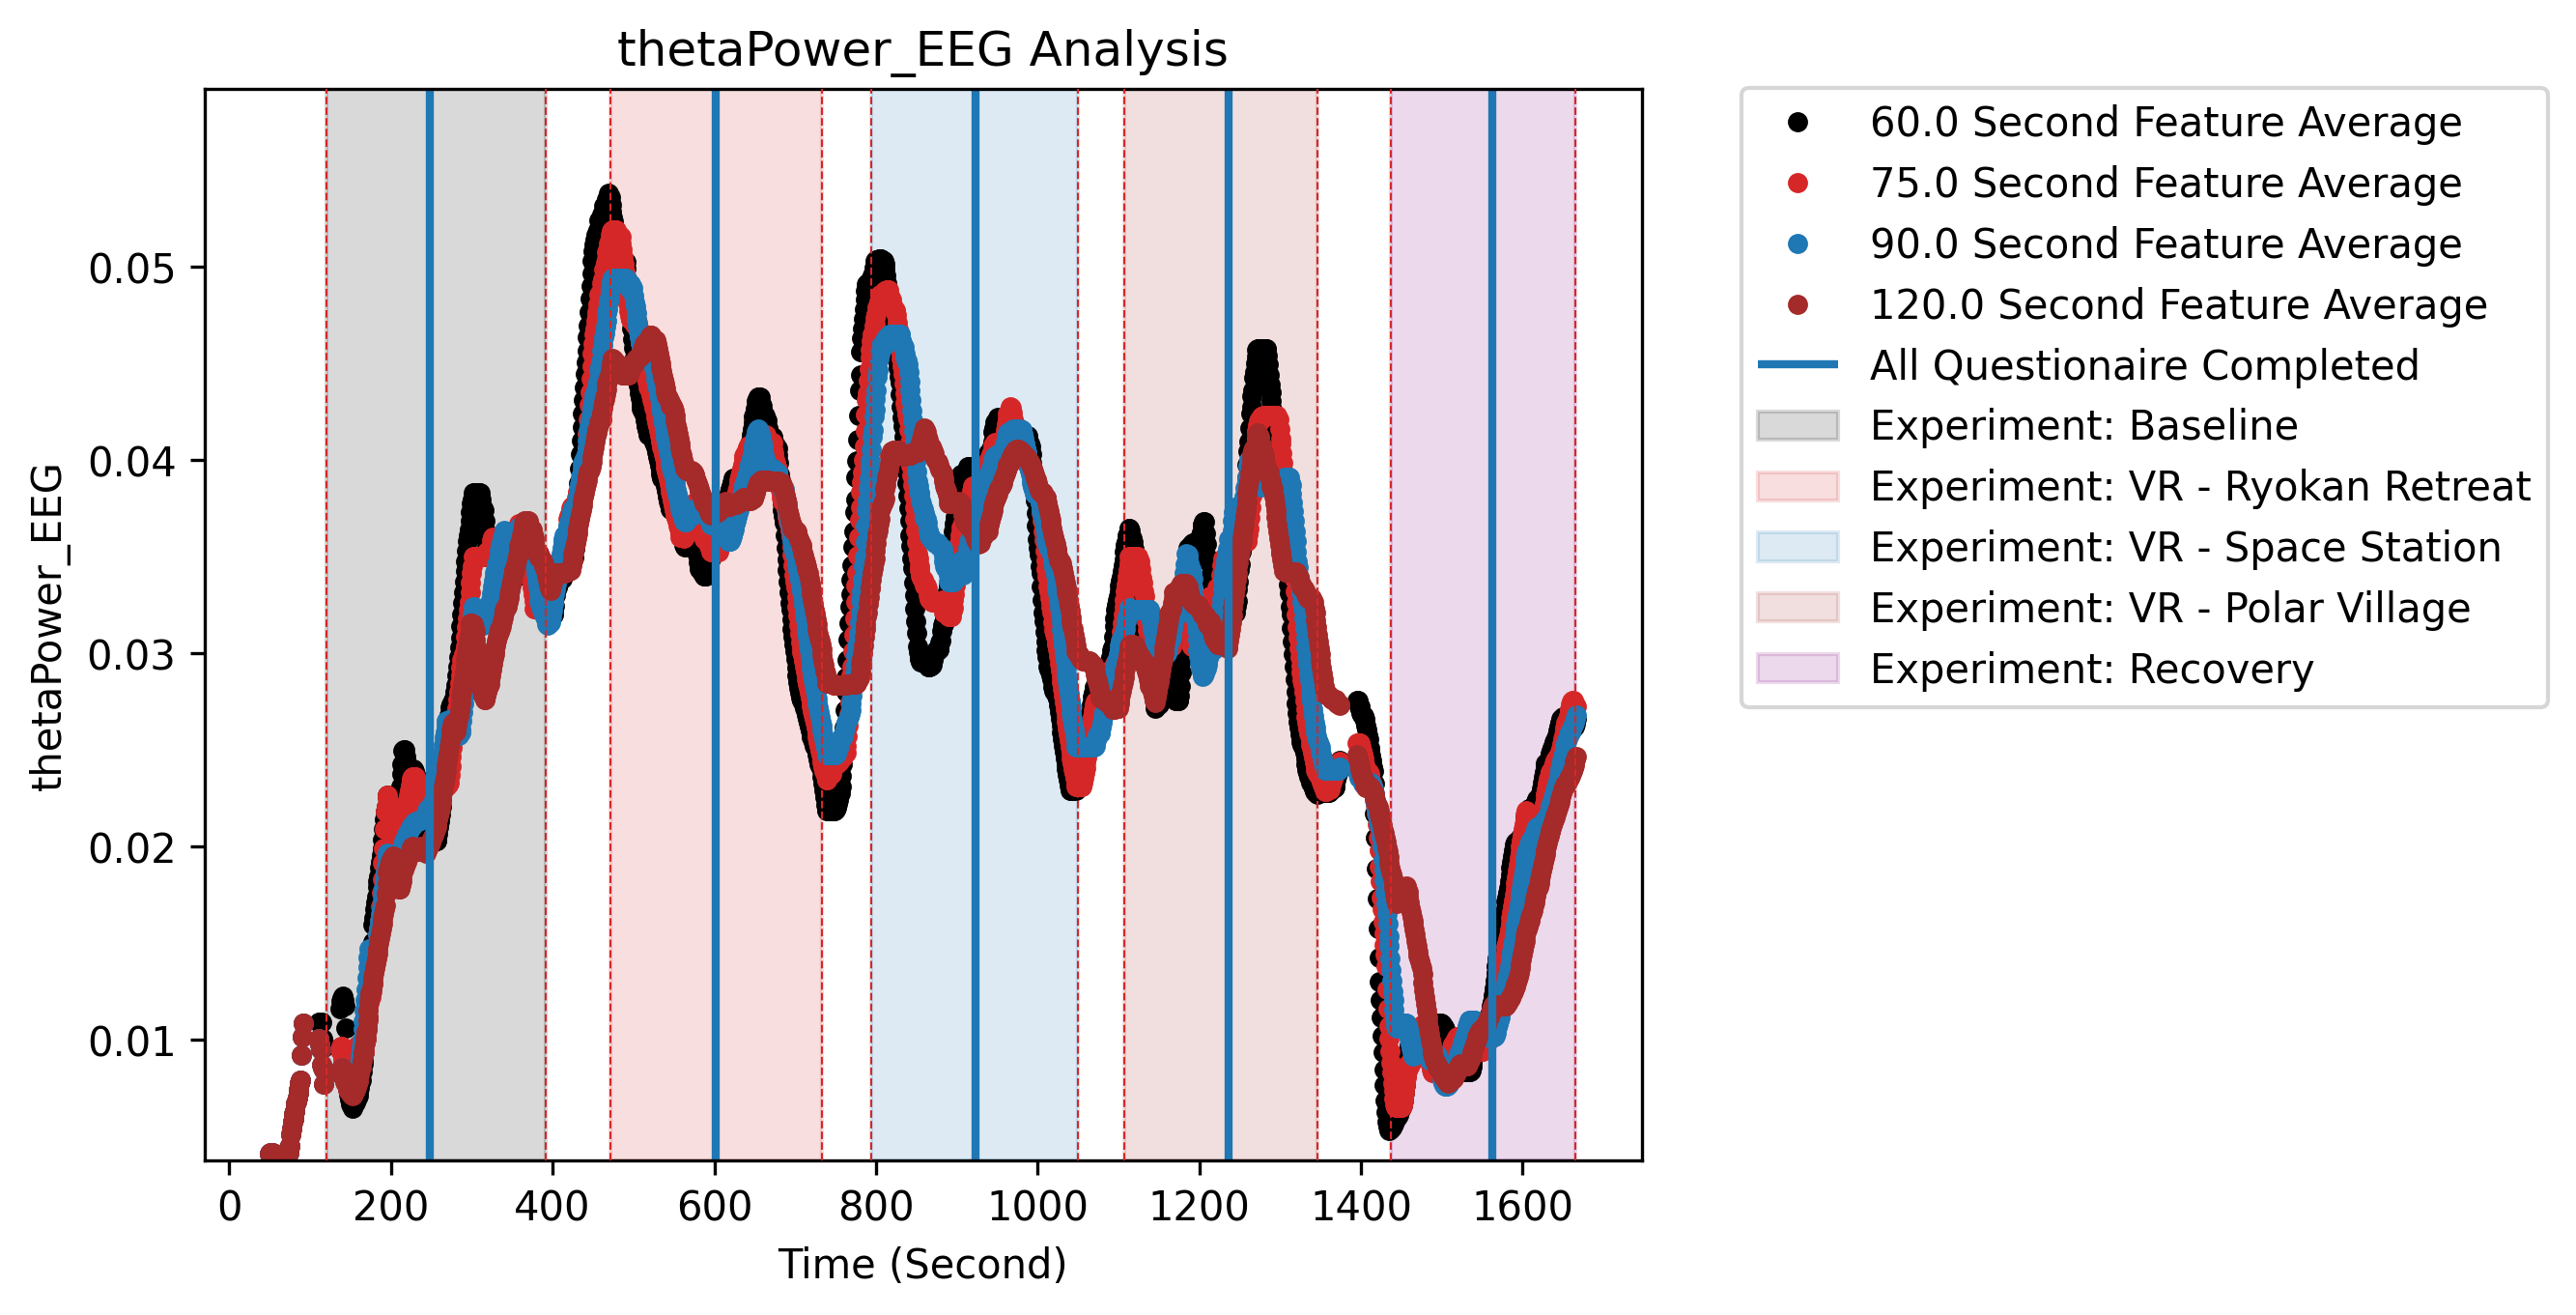 thetaPower_EEG Analysis
thetaPower_EEG
0.05
0.04
0.03
0.02
0.01
0
200
400
600
800
1000
1200
1400
1600
Time (Second)
60.0 Second Feature Average
75.0 Second Feature Average
90.0 Second Feature Average
120.0 Second Feature Average
All Questionaire Completed
Experiment: Baseline
Experiment: VR - Ryokan Retreat
Experiment: VR - Space Station
Experiment: VR - Polar Village
Experiment: Recovery